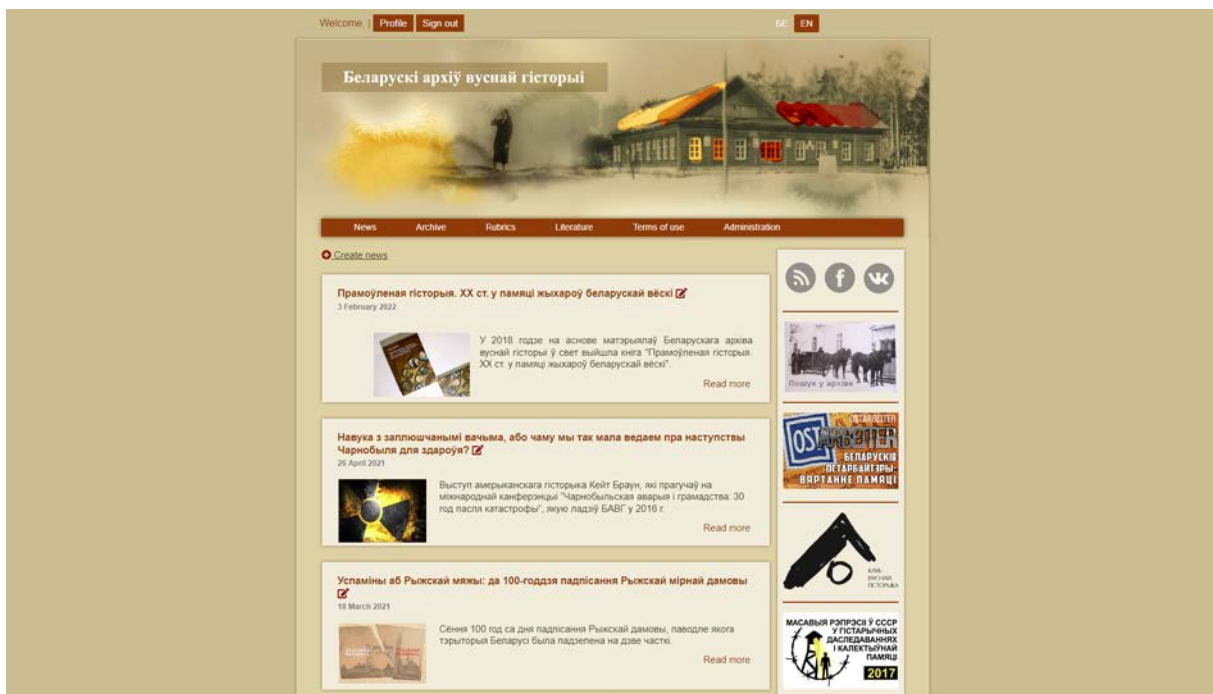 Welcome, | Profile Sign out
БЕ EN
Беларускі архіў вуснай гісторыі
News Archive Rubrics Literature Terms of use Administration
Create news
Прамоўленая гісторыя. XX ст. у памяці жыхароў беларускай вёскі
3 February 2022
У 2018 годзе на аснове матэрыялаў Беларускага архіва
вуснай гісторыі ў свет выйшла кніга "Прамоўленая гісторыя.
XX ст. у памяці жыхароў беларускай вёскі".
Read more
Навука з заплюшчанымі вачыма, або чаму мы так мала ведаем пра наступствы
Чарнобыля для здароўя?
26 April 2021
Выступ амерыканскага гісторыка Кейт Браун, які прагучаў на
міжнароднай канферэнцыі "Чарнобыльская аварыя і грамадства: 30
год пасля катастрофы", якую ладзіў БАВГ у 2016 г.
Read more
Успаміны аб Рыжскай мяжы: да 100-годдзя падпісання Рыжскай мірнай дамовы
18 March 2021
Сёння 100 год са дня падпісання Рыжскай дамовы, паводле якога
тэрыторыя Беларусі была падзелена на дзве часткі.
Read more
Пошук у архіве
OSTARBEITER
OST ARBEITER
БЕЛАРУСКІЯ
ОСТАРБАЙТЭРЫ:
ВЯРТАННЕ ПАМЯЦІ
КЛУБ
ВУСНАЯ
ГІСТОРЫКА
МАСАВЫЯ РЭПРЭСІІ Ў СССР
У ГІСТАРЫЧНЫХ
ДАСЛЕДАВАННЯХ
І КАЛЕКТЫЎНАЙ
ПАМЯЦІ
2017